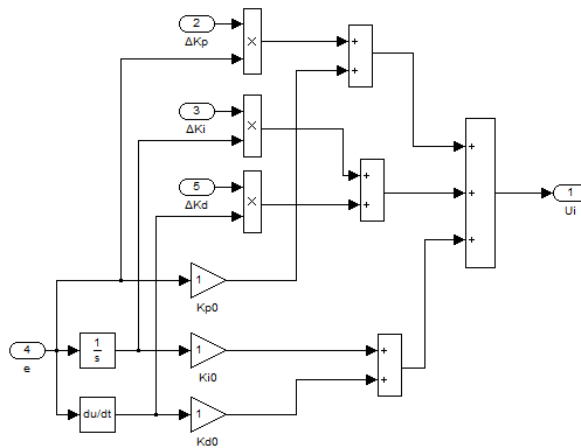 2
ΔKp
×
+
+
3
ΔKi
×
+
+
5
ΔKd
×
+
+
+
1
Ui
1
Kp0
4
e
1
s
1
Ki0
+
+
du/dt
1
Kd0